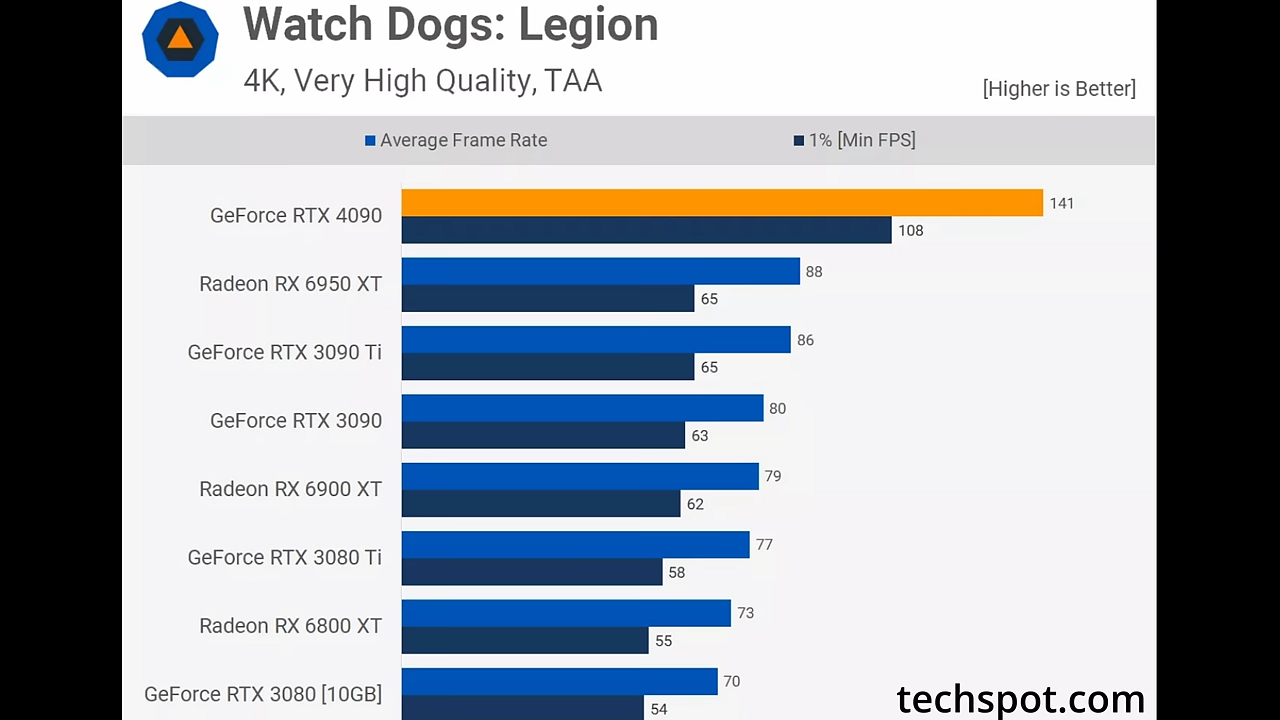 Watch Dogs: Legion
4K, Very High Quality, TAA
[Higher is Better]
Average Frame Rate
1% [Min FPS]
GeForce RTX 4090
141
108
Radeon RX 6950 XT
88
65
GeForce RTX 3090 Ti
86
65
GeForce RTX 3090
80
63
Radeon RX 6900 XT
79
62
GeForce RTX 3080 Ti
77
58
Radeon RX 6800 XT
73
55
GeForce RTX 3080 [10GB]
70
54
techspot.com